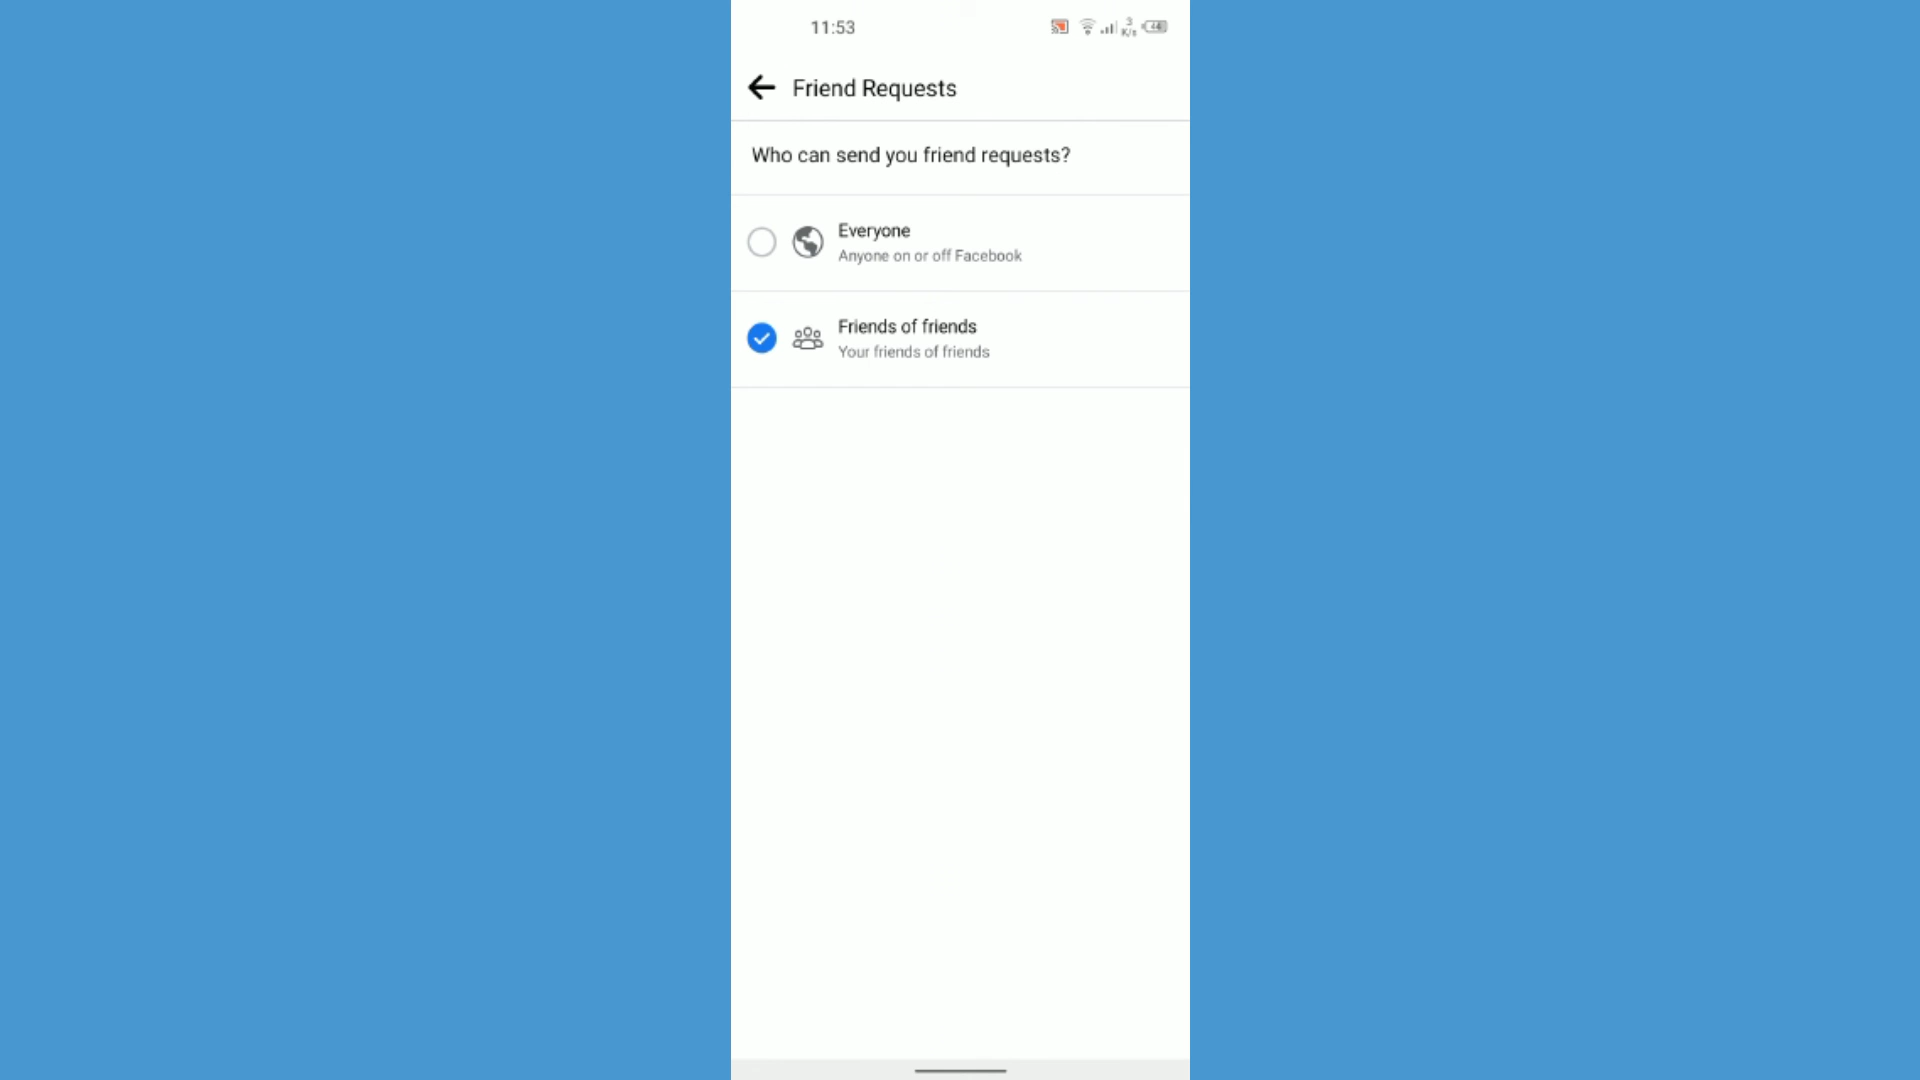 11:53
3
K/s
Friend Requests
Who can send you friend requests?
Everyone
Anyone on or off Facebook
Friends of friends
Your friends of friends